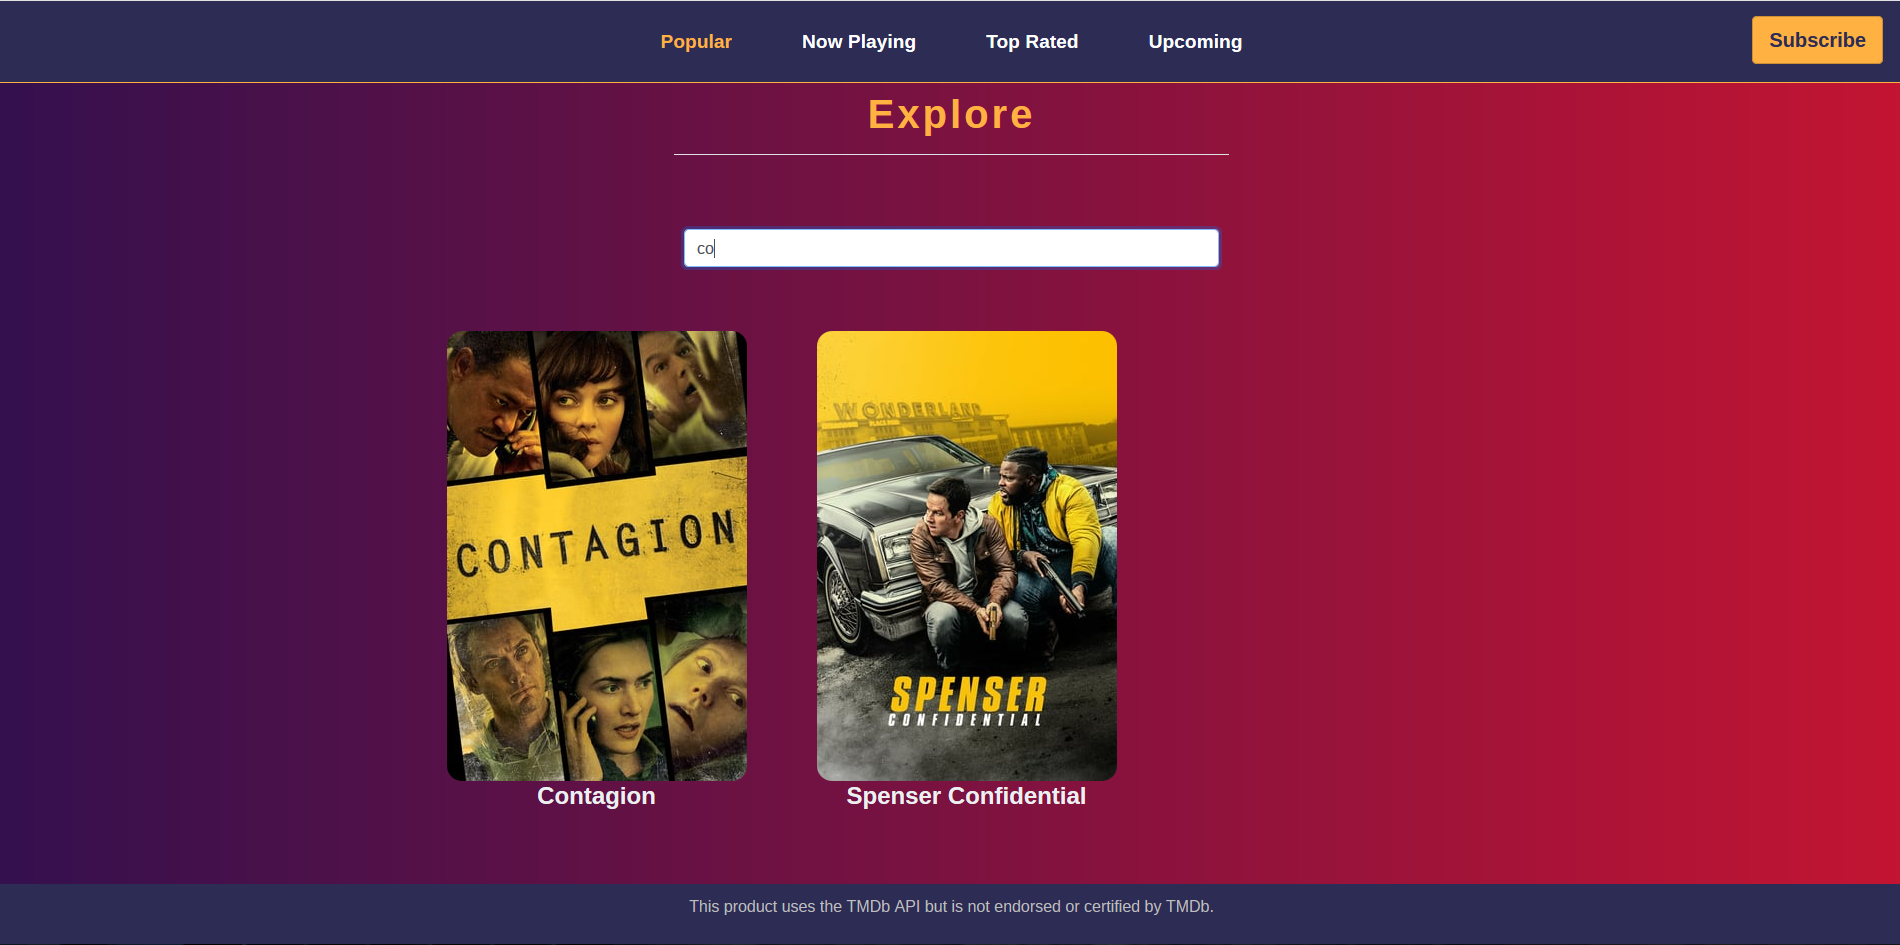 Popular Now Playing Top Rated Upcoming Subscribe
Explore
co
CONTAGION
WONDERLAND
SPENSER
CONFIDENTIAL
Contagion Spenser Confidential
This product uses the TMDb API but is not endorsed or certified by TMDb.